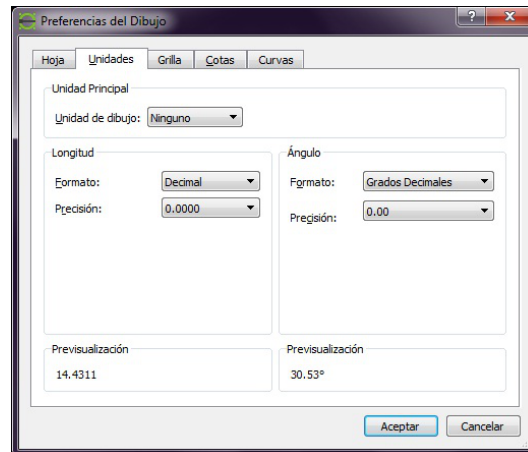 Preferencias del Dibujo
?
X
Hoja Unidades Grilla Cotas Curvas
Unidad Principal
Unidad de dibujo: Ninguno
Longitud
Formato: Decimal
Precisión: 0.0000
Ángulo
Formato: Grados Decimales
Precisión: 0.00
Previsualización
14.4311
Previsualización
30.53°
Aceptar Cancelar